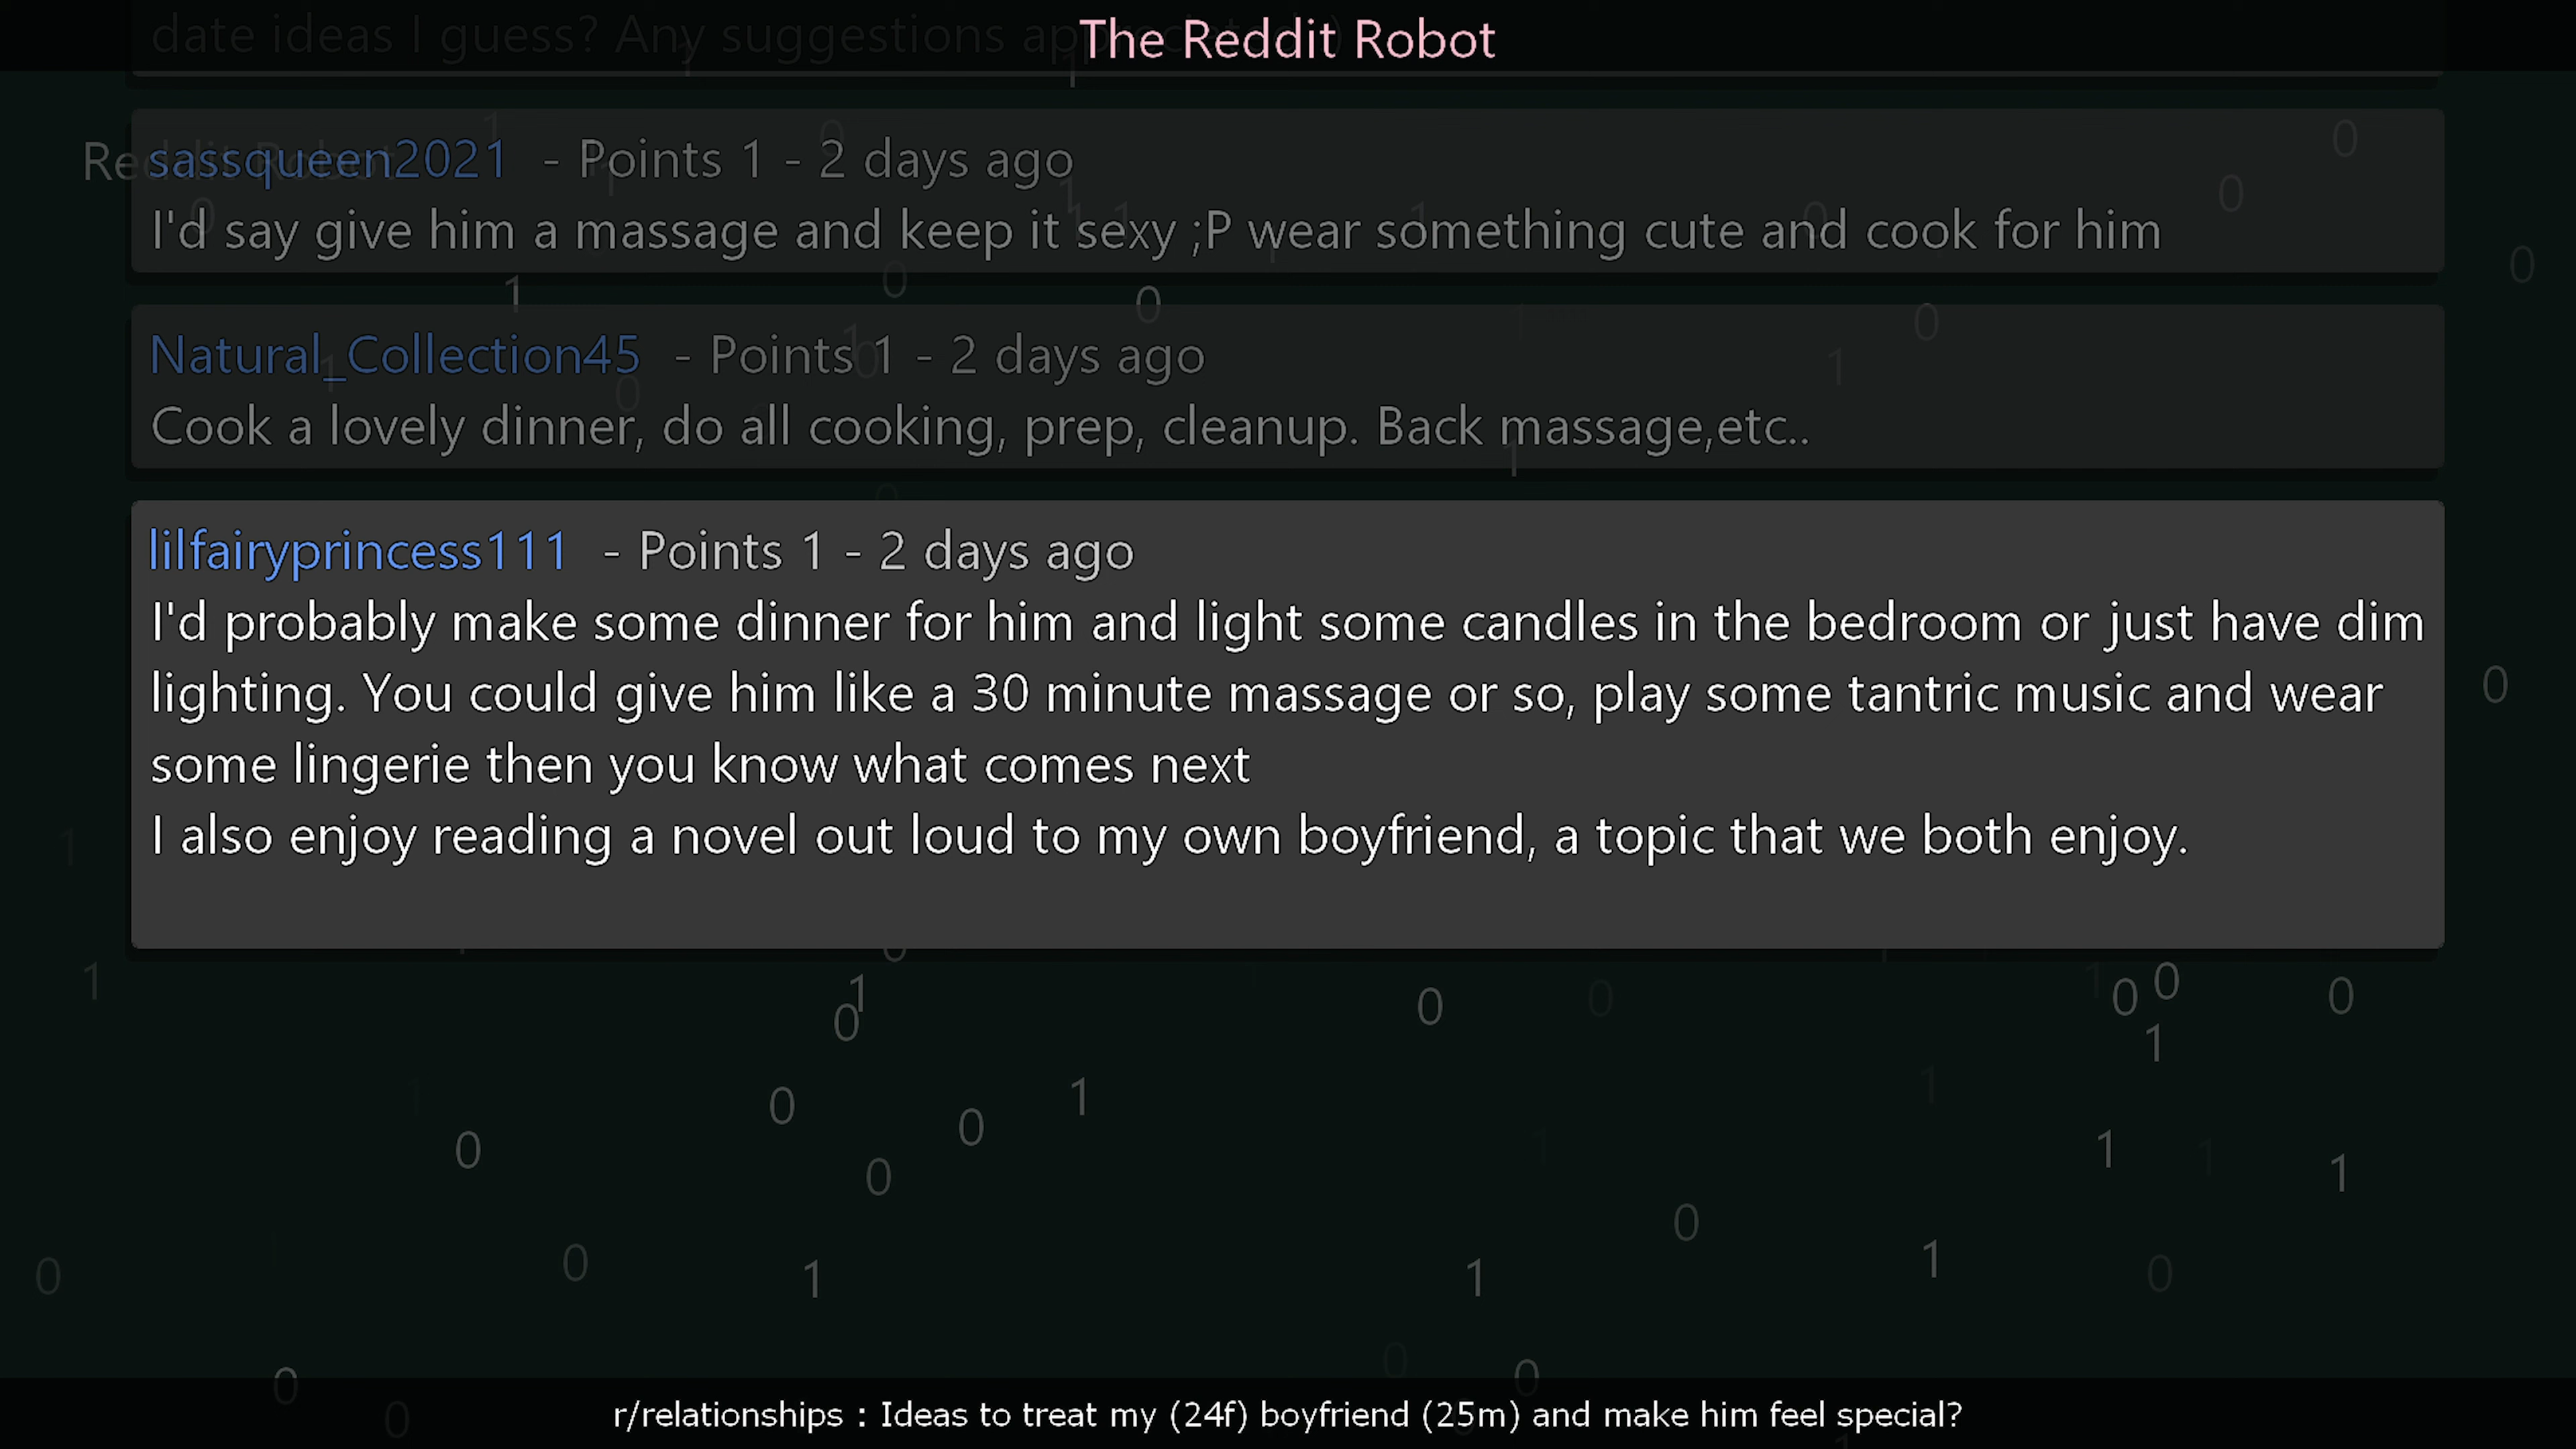 The Reddit Robot
date ideas I guess? Any suggestions
Reddit Robot
sassqueen2021 - Points 1 - 2 days ago
I'd say give him a massage and keep it sexy ;P wear something cute and cook for him
Natural_Collection45 - Points 1 - 2 days ago
Cook a lovely dinner, do all cooking, prep, cleanup. Back massage,etc..
lilfairyprincess111 - Points 1 - 2 days ago
I'd probably make some dinner for him and light some candles in the bedroom or just have dim
lighting. You could give him like a 30 minute massage or so, play some tantric music and wear
some lingerie then you know what comes next
I also enjoy reading a novel out loud to my own boyfriend, a topic that we both enjoy.
r/relationships : Ideas to treat my (24f) boyfriend (25m) and make him feel special?